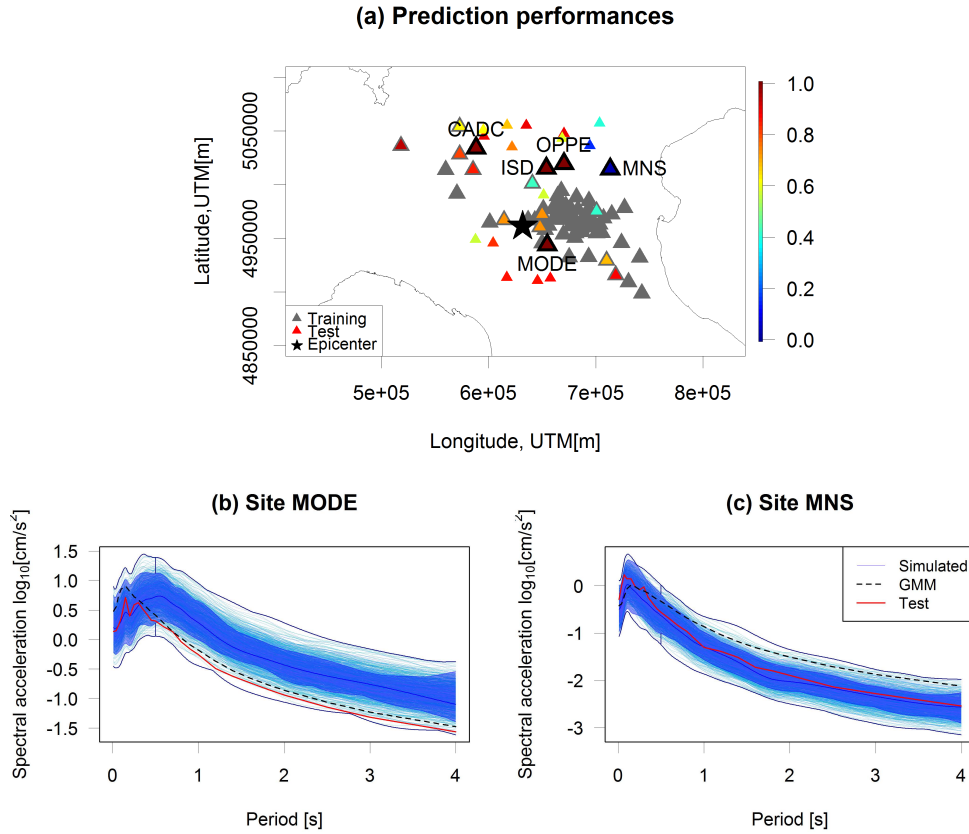 (a) Prediction performances
Latitude,UTM[m]
4850000 4950000 5050000
CADC
OPPE
ISD
MNS
MODE
Training
Test
Epicenter
1.0
0.8
0.6
0.4
0.2
0.0
5e+05 6e+05 7e+05 8e+05
Longitude, UTM[m]
(b) Site MODE
Spectral acceleration log10[cm/s²]
1.5
1.0
0.5
0.0
-0.5
-1.0
-1.5
0 1 2 3 4
Period [s]
(c) Site MNS
Spectral acceleration log10[cm/s²]
0
-1
-2
-3
Simulated
GMM
Test
0 1 2 3 4
Period [s]